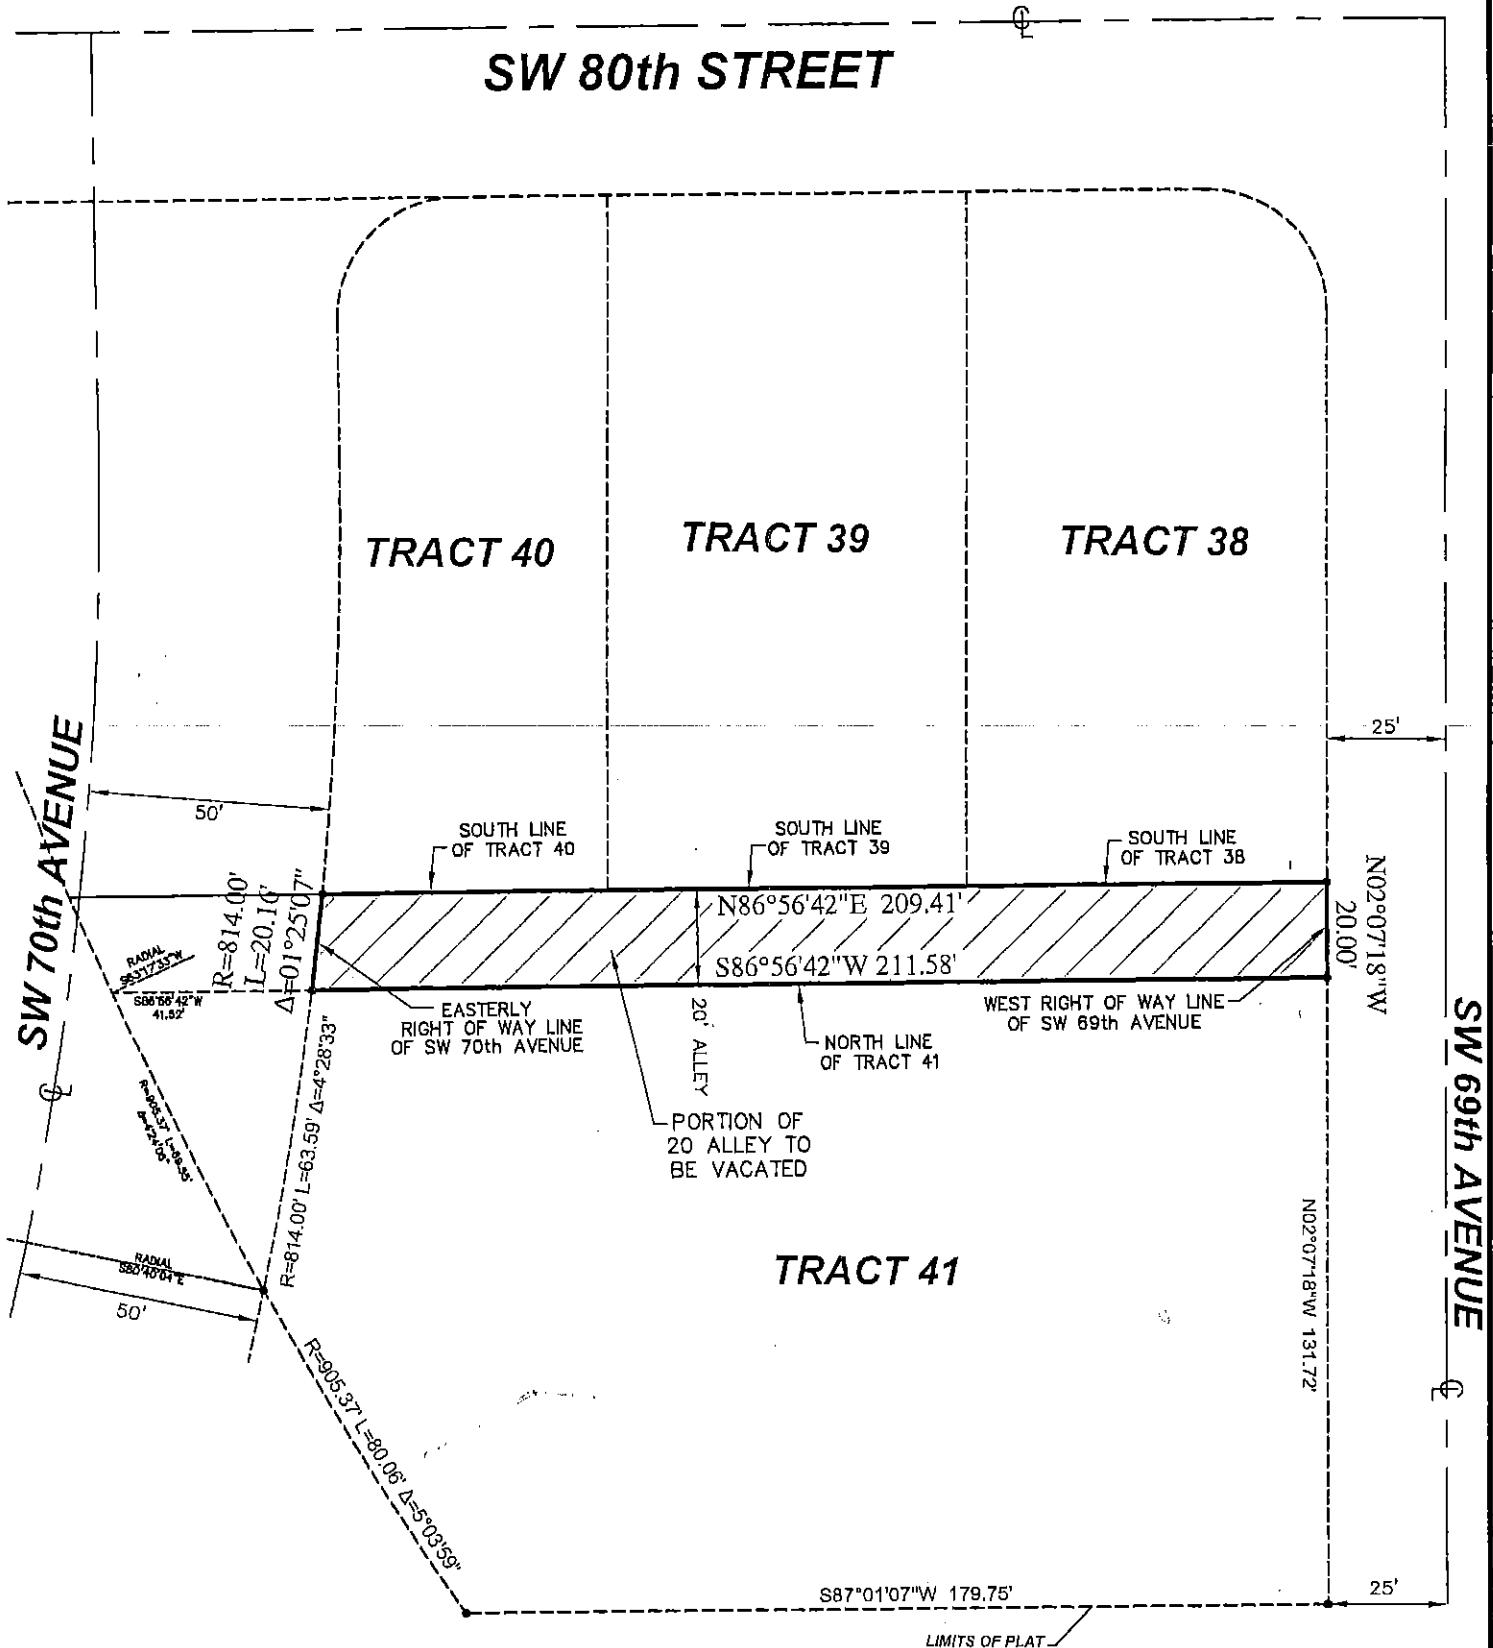 SW 80th STREET
TRACT 40
TRACT 39
TRACT 38
25'
SW 70th AVENUE
50'
SOUTH LINE
OF TRACT 40
SOUTH LINE
OF TRACT 39
SOUTH LINE
OF TRACT 38
R=814.00'
L=20.16'
Δ=01°25'07"
N86°56'42"E 209.41'
S86°56'42"W 211.58'
N02°07'18"W
20.00'
RADIAL
S86°56'42"W
41.52'
EASTERLY
RIGHT OF WAY LINE
OF SW 70th AVENUE
20' ALLEY
NORTH LINE
OF TRACT 41
WEST RIGHT OF WAY LINE
OF SW 69th AVENUE
SW 69th AVENUE
PORTION OF
20 ALLEY TO
BE VACATED
R=814.00' L=63.59' Δ=4°28'33"
R=905.37'
RADIAL
S80°40'04"E
50'
TRACT 41
N02°07'18"W 131.72'
R=905.37' L=80.06' Δ=5°03'59"
S87°01'07"W 179.75'
25'
LIMITS OF PLAT